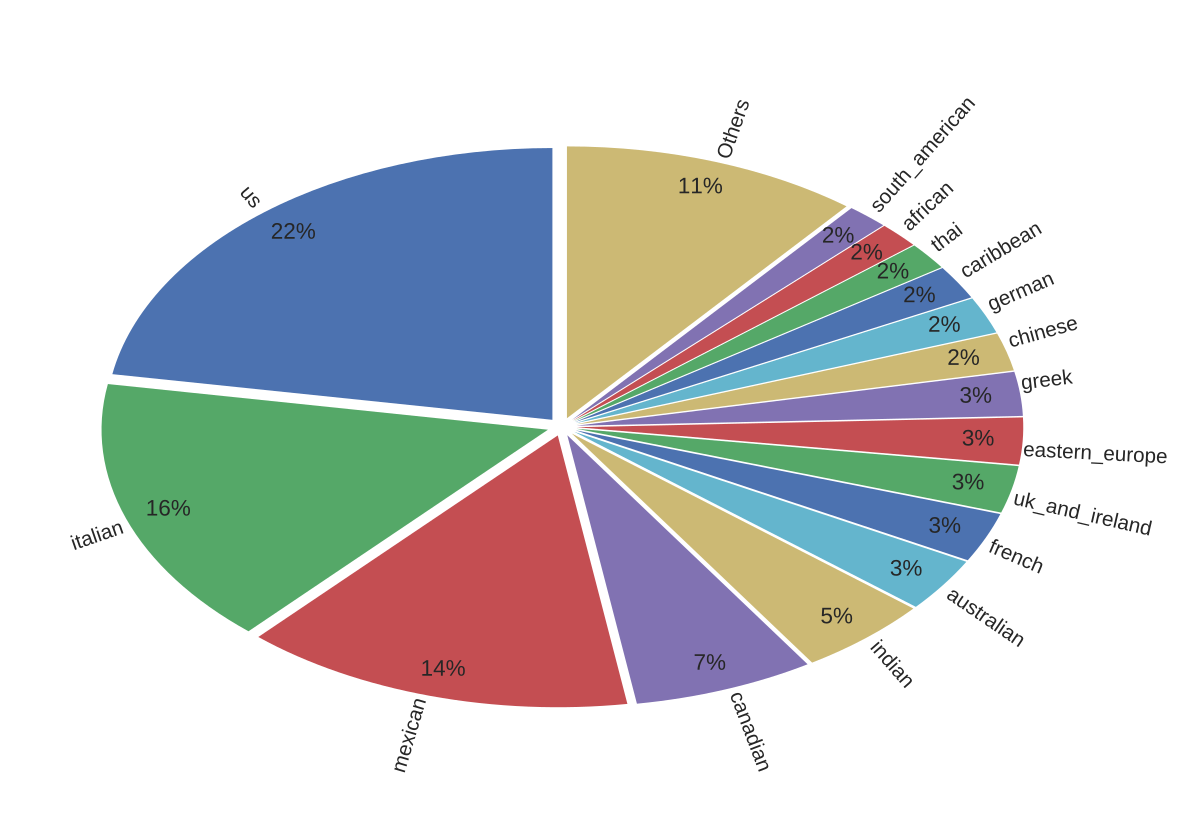 Others
11%
south_american
2%
african
2%
thai
2%
caribbean
2%
german
2%
chinese
2%
greek
3%
eastern_europe
3%
uk_and_ireland
3%
french
3%
australian
3%
indian
5%
canadian
7%
mexican
14%
italian
16%
us
22%